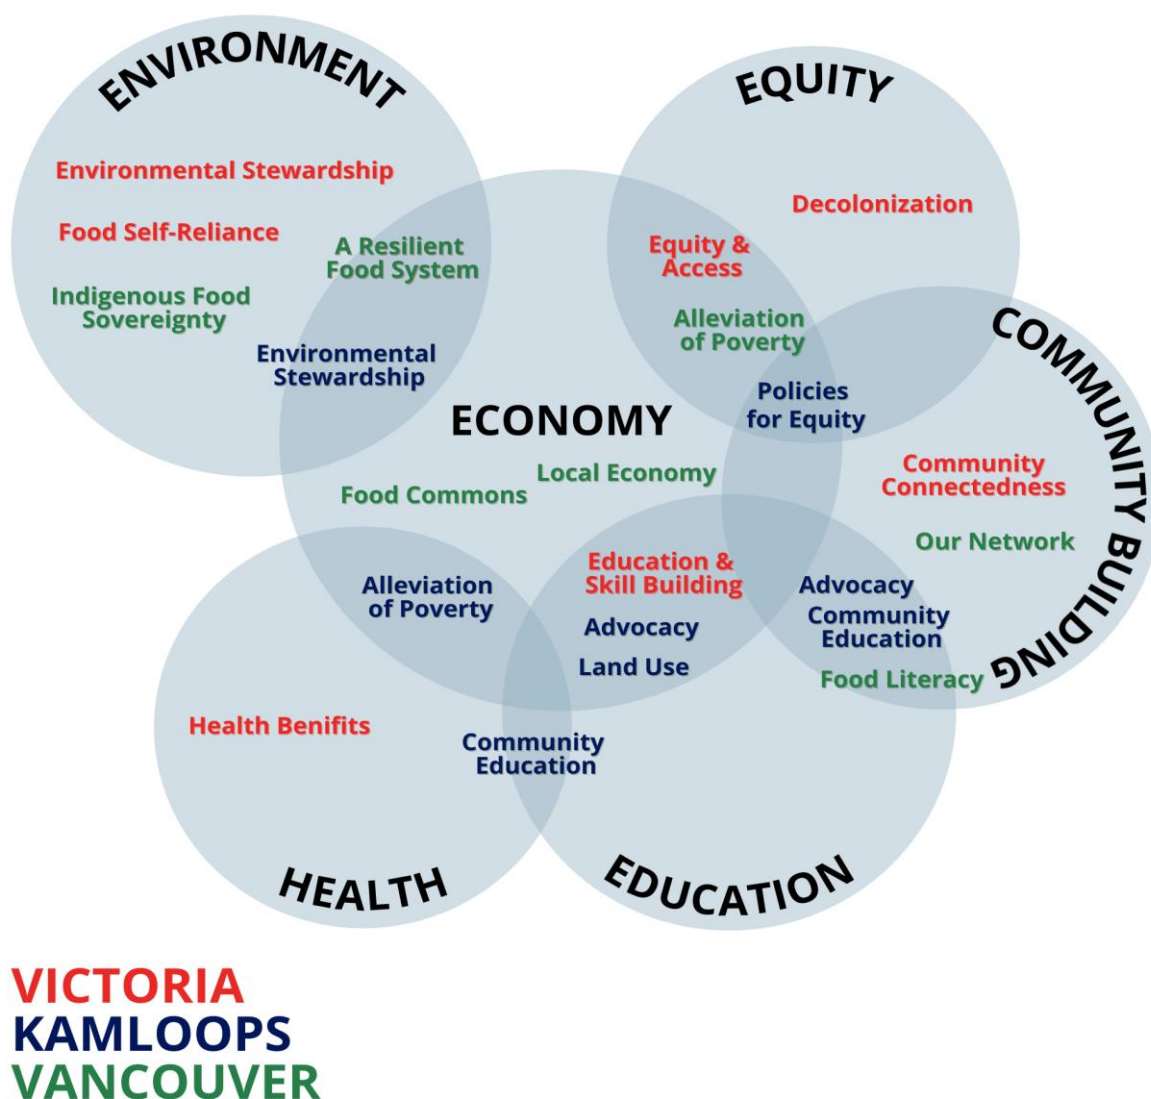 ENVIRONMENT
Environmental Stewardship
Food Self-Reliance
Indigenous Food
Sovereignty
A Resilient
Food System
Environmental
Stewardship
EQUITY
Decolonization
Equity &
Access
Alleviation
of Poverty
Policies
for Equity
COMMUNITY BUILDING
Community
Connectedness
Our Network
Advocacy
Community
Education
Food Literacy
ECONOMY
Local Economy
Food Commons
Education &
Skill Building
Advocacy
Land Use
Alleviation
of Poverty
Health Benifits
Community
Education
HEALTH
EDUCATION
VICTORIA
KAMLOOPS
VANCOUVER